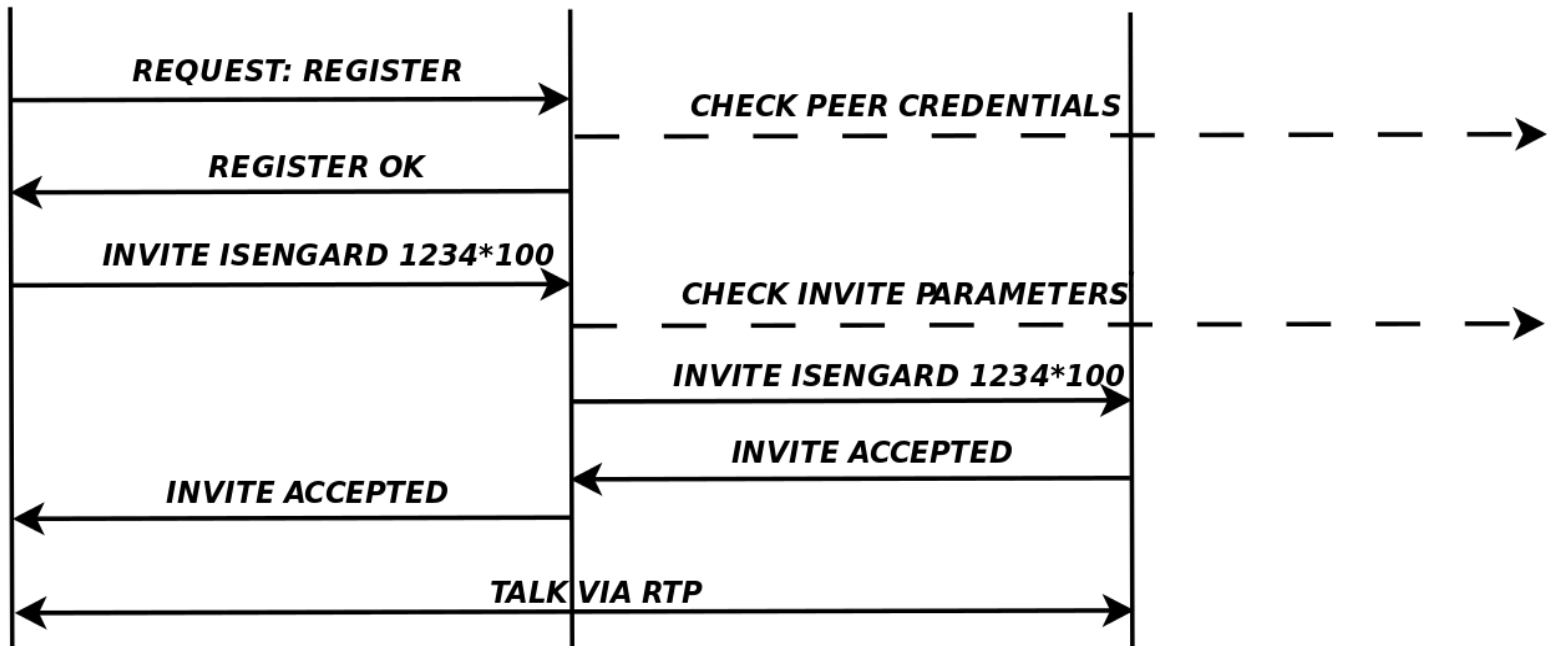 REQUEST: REGISTER
CHECK PEER CREDENTIALS
REGISTER OK
INVITE ISENGARD 1234*100
CHECK INVITE PARAMETERS
INVITE ISENGARD 1234*100
INVITE ACCEPTED
INVITE ACCEPTED
TALK VIA RTP